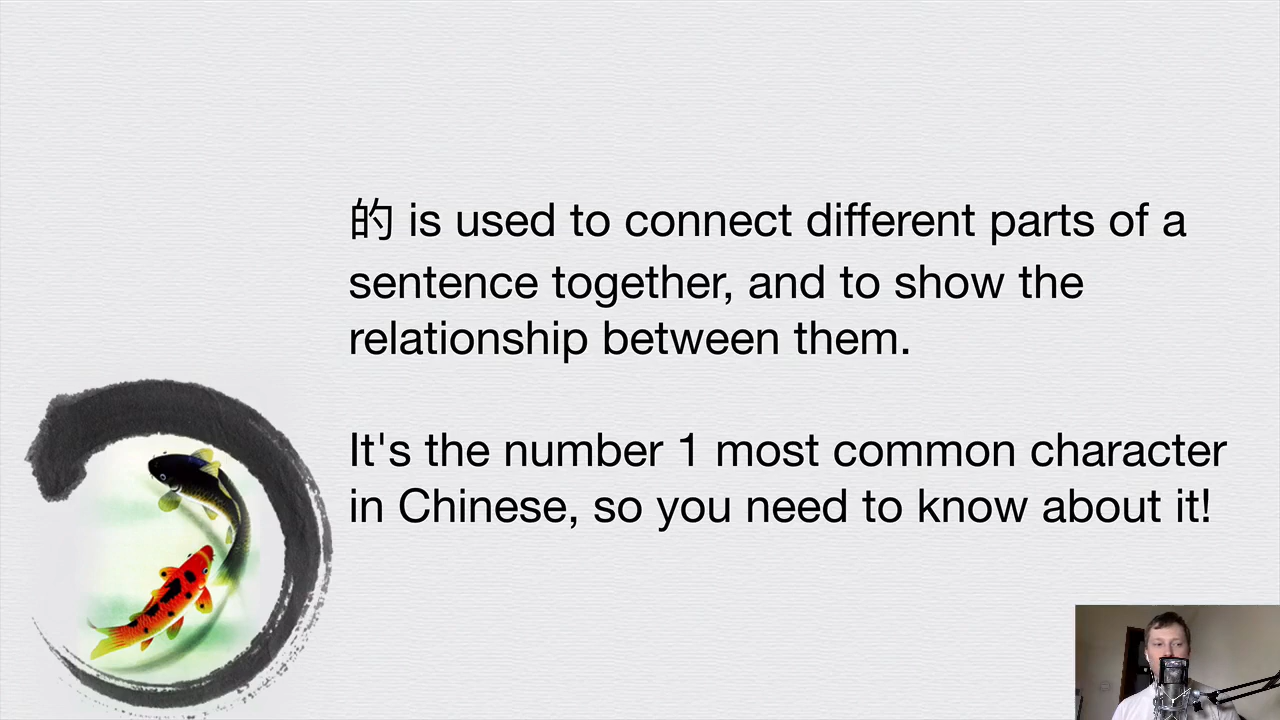 的 is used to connect different parts of a
sentence together, and to show the
relationship between them.
It's the number 1 most common character
in Chinese, so you need to know about it!